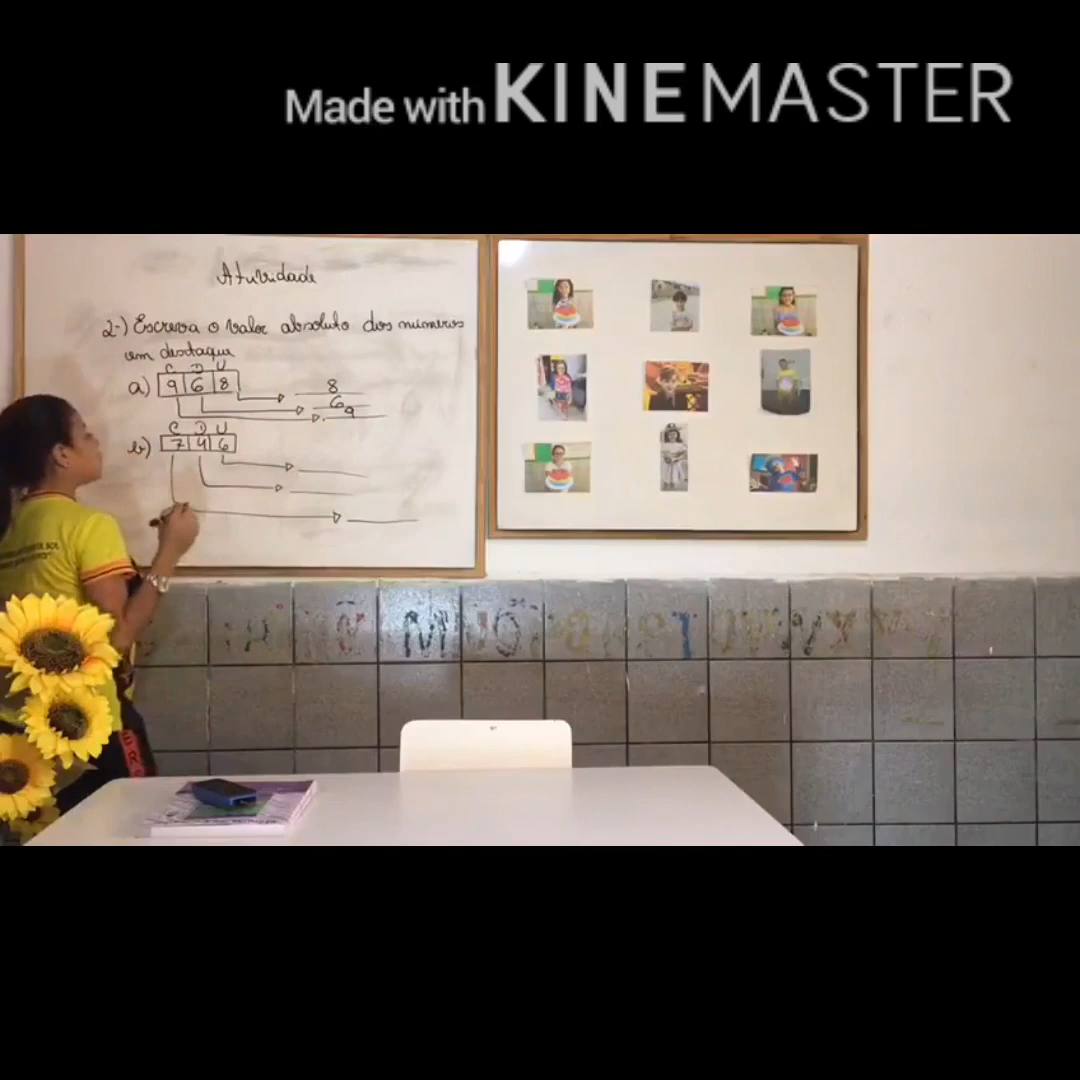 Made with KINEMASTER
Atividade
2-) Escreva o valor absoluto dos números
em destaque
C D U
a) 9 6 8
8
6
9
C D U
b) 7 4 6